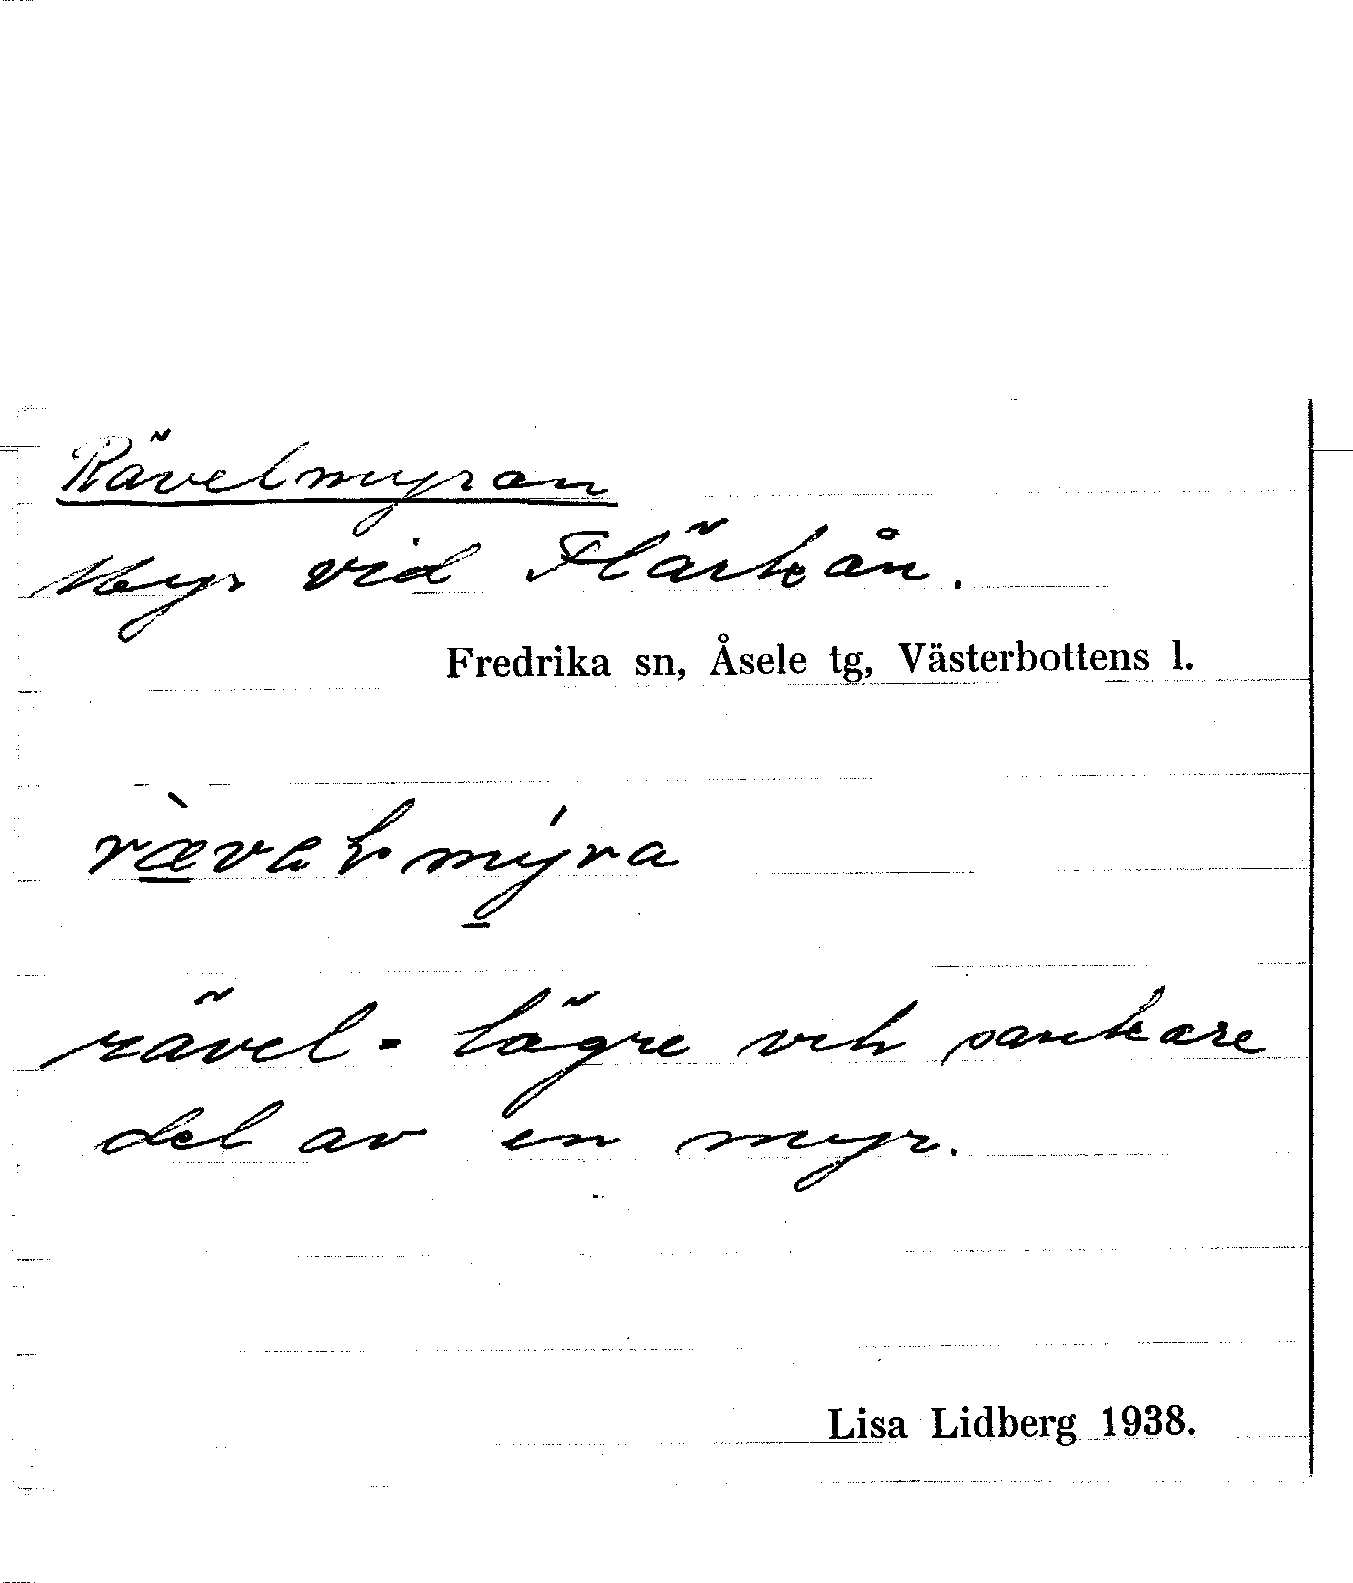 Rävelmyran
Myr vid Flärkån.
Fredrika sn, Åsele tg, Västerbottens l.
rävel = lägre och sankare
del av en myr.
Lisa Lidberg 1938.